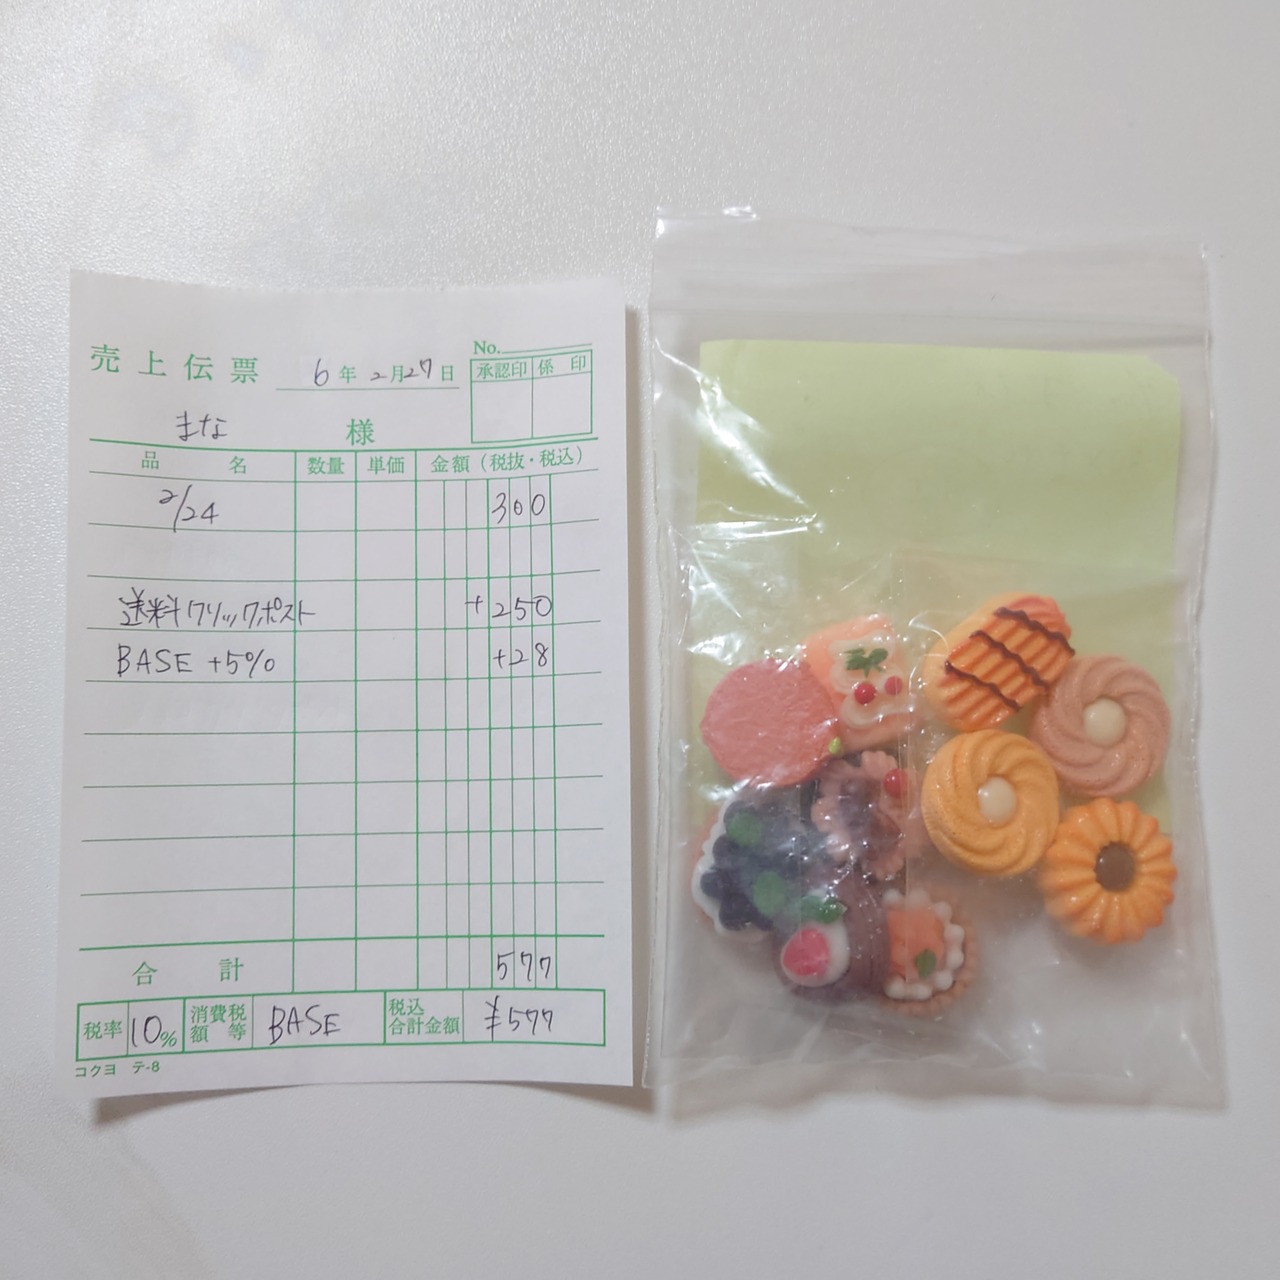 売上伝票 6年2月27日 No.
承認印 係印
まな 様
品名 数量 単価 金額(税抜・税込)
2/24 300
送料クリックポスト +250
BASE +5% +28
合計 577
税率 10% 消費税額等 BASE 税込合計金額 ¥577
コクヨ テ-8